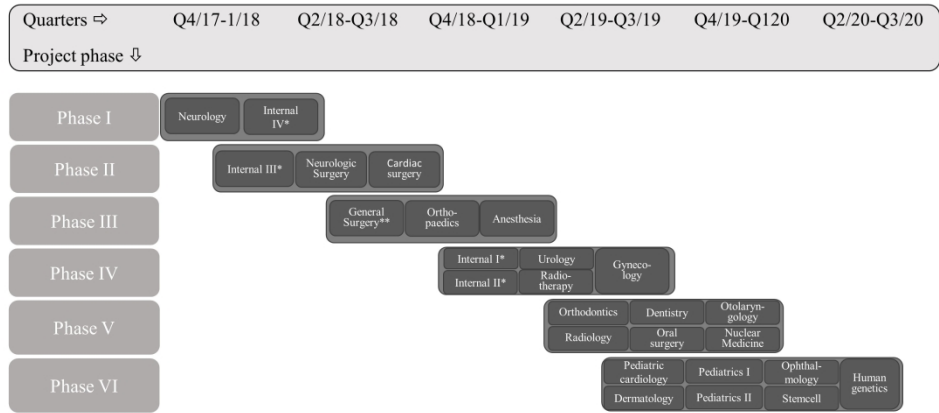 Quarters ⇨ Q4/17-1/18 Q2/18-Q3/18 Q4/18-Q1/19 Q2/19-Q3/19 Q4/19-Q120 Q2/20-Q3/20
Project phase ⇩
Phase I
Neurology
Internal
IV*
Phase II
Internal III*
Neurologic
Surgery
Cardiac
surgery
Phase III
General
Surgery**
Ortho-
paedics
Anesthesia
Phase IV
Internal I*
Urology
Gyneco-
logy
Internal II*
Radio-
therapy
Phase V
Orthodontics
Dentistry
Otolaryn-
gology
Radiology
Oral
surgery
Nuclear
Medicine
Phase VI
Pediatric
cardiology
Pediatrics I
Ophthal-
mology
Human
genetics
Dermatology
Pediatrics II
Stemcell